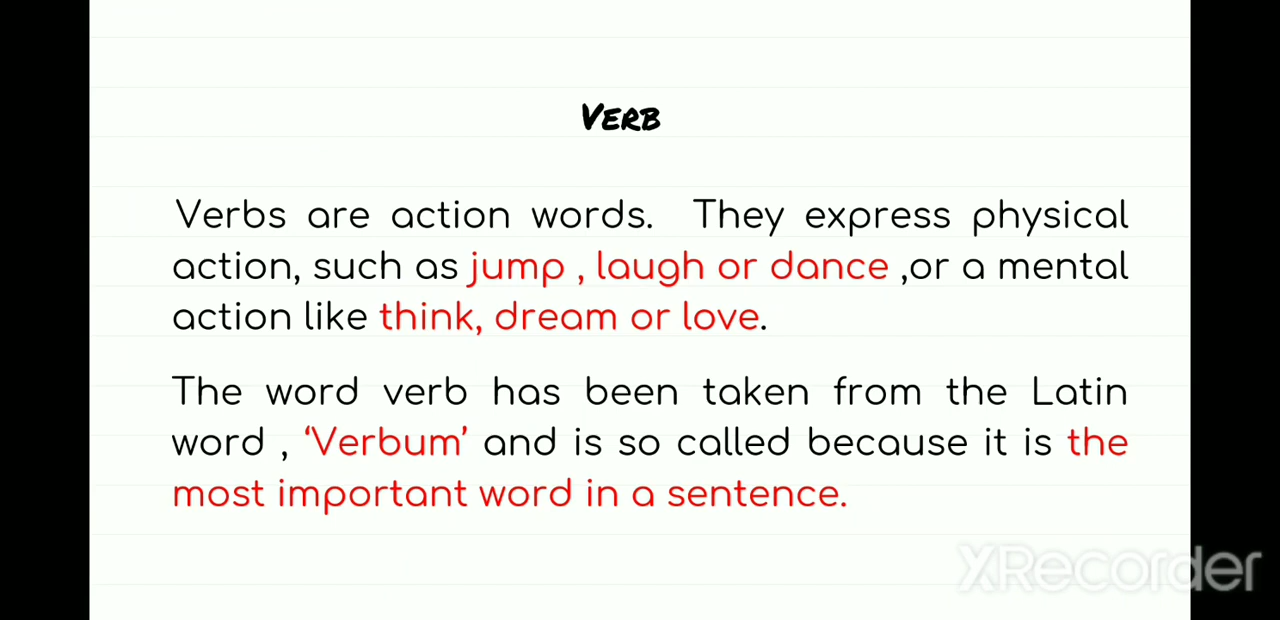 VERB
Verbs are action words. They express physical
action, such as jump , laugh or dance ,or a mental
action like think, dream or love.
The word verb has been taken from the Latin
word , ‘Verbum’ and is so called because it is the
most important word in a sentence.
XRecorder